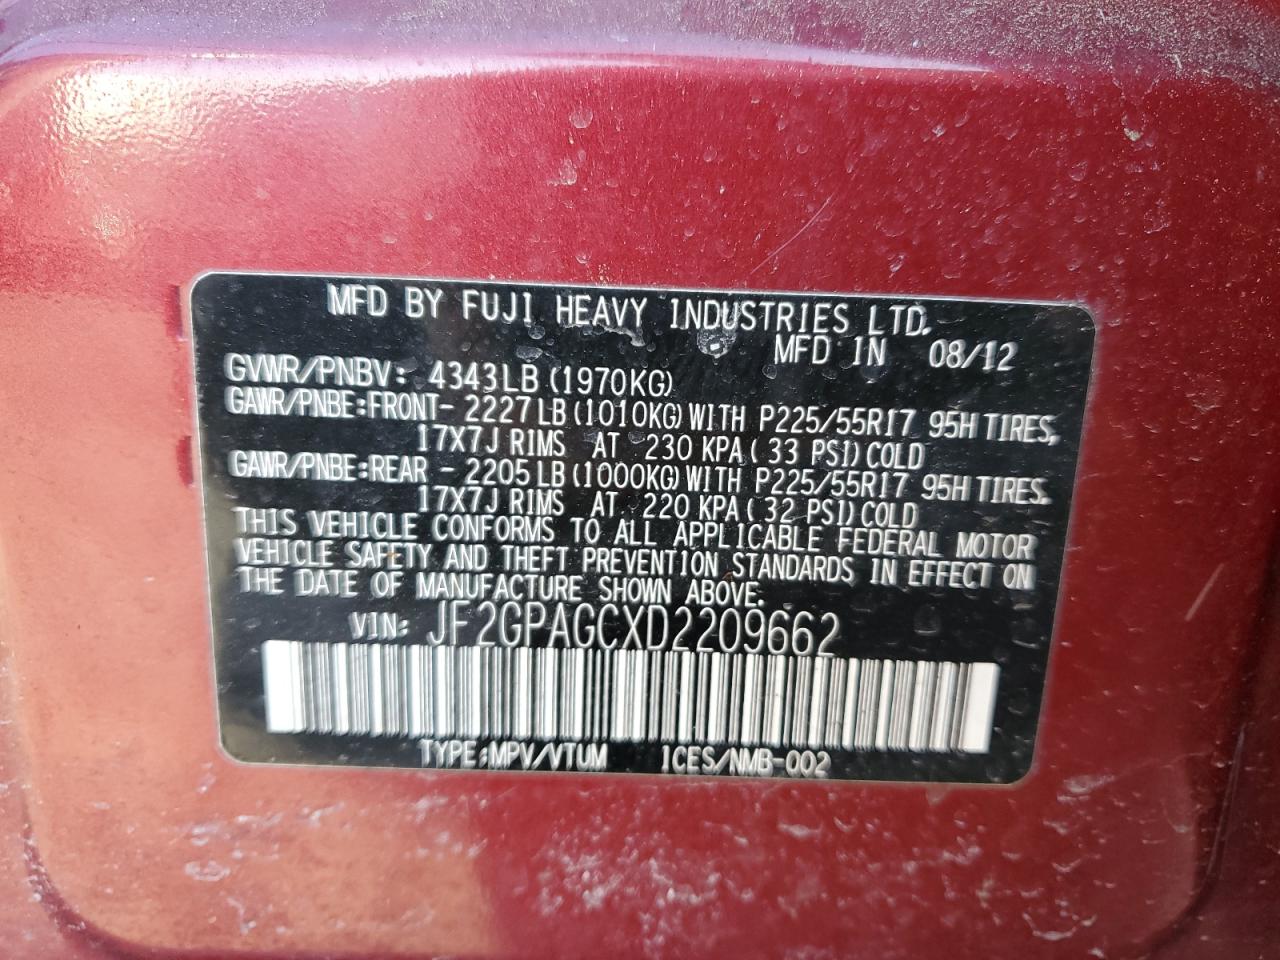 MFD BY FUJI HEAVY INDUSTRIES LTD.
MFD IN 08/12
GVWR/PNBV: 4343LB (1970KG)
GAWR/PNBE:FRONT- 2227LB (1010KG) WITH P225/55R17 95H TIRES,
17X7J RIMS AT 230 KPA( 33 PSI) COLD
GAWR/PNBE:REAR - 2205LB (1000KG) WITH P225/55R17 95H TIRES.
17X7J RIMS AT 220 KPA( 32 PSI) COLD
THIS VEHICLE CONFORMS TO ALL APPLICABLE FEDERAL MOTOR
VEHICLE SAFETY AND THEFT PREVENTION STANDARDS IN EFFECT ON
THE DATE OF MANUFACTURE SHOWN ABOVE.
VIN: JF2GPAGCXD2209662
TYPE:MPV/VTUM ICES/NMB-002